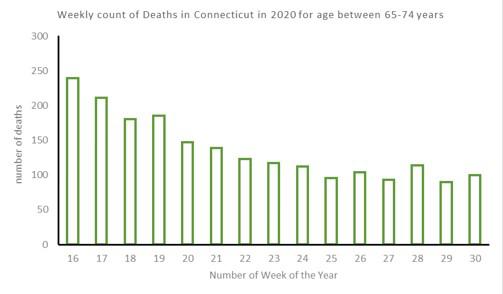 Weekly count of Deaths in Connecticut in 2020 for age between 65-74 years
300
250
200
150
100
50
0
number of deaths
16 17 18 19 20 21 22 23 24 25 26 27 28 29 30
Number of Week of the Year